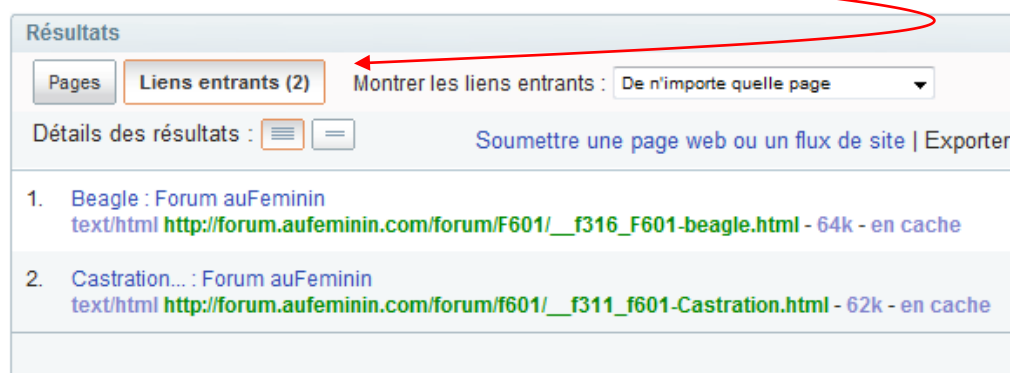 Résultats
Pages Liens entrants (2) Montrer les liens entrants : De n'importe quelle page
Détails des résultats : Soumettre une page web ou un flux de site | Exporter
1. Beagle : Forum auFeminin
text/html http://forum.aufeminin.com/forum/F601/__f316_F601-beagle.html - 64k - en cache
2. Castration... : Forum auFeminin
text/html http://forum.aufeminin.com/forum/f601/__f311_f601-Castration.html - 62k - en cache